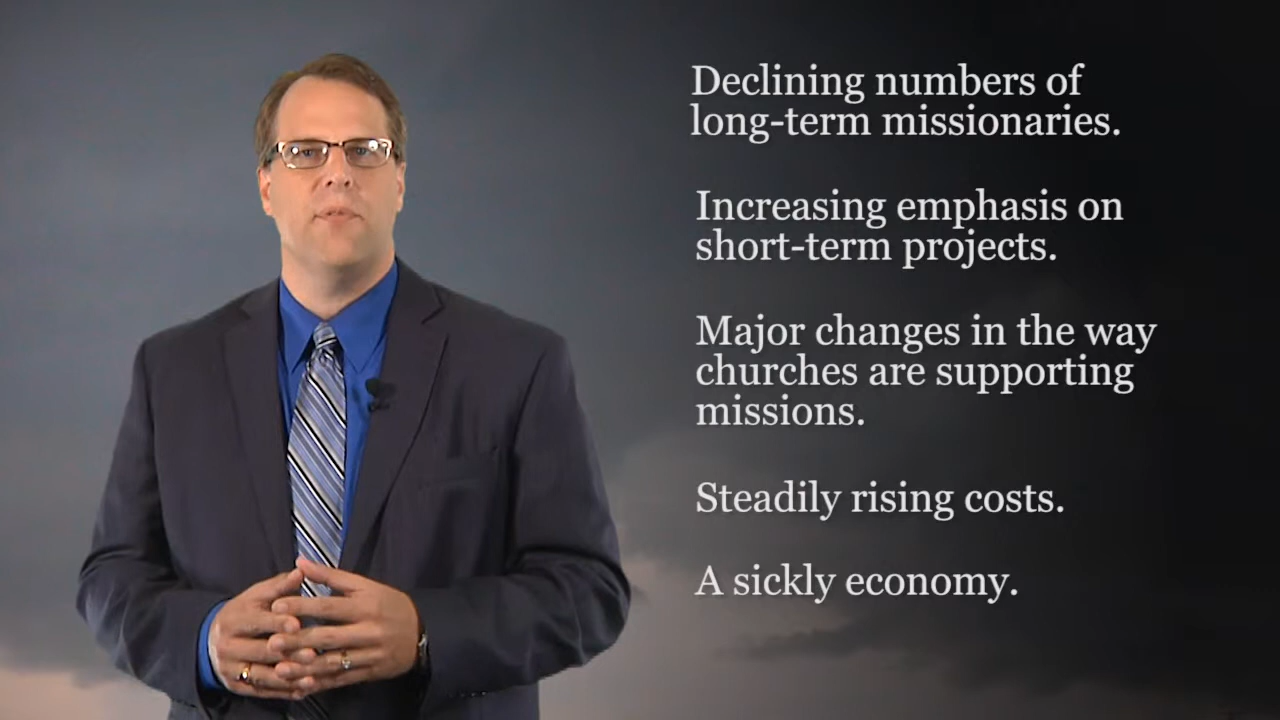 Declining numbers of
long-term missionaries.
Increasing emphasis on
short-term projects.
Major changes in the way
churches are supporting
missions.
Steadily rising costs.
A sickly economy.